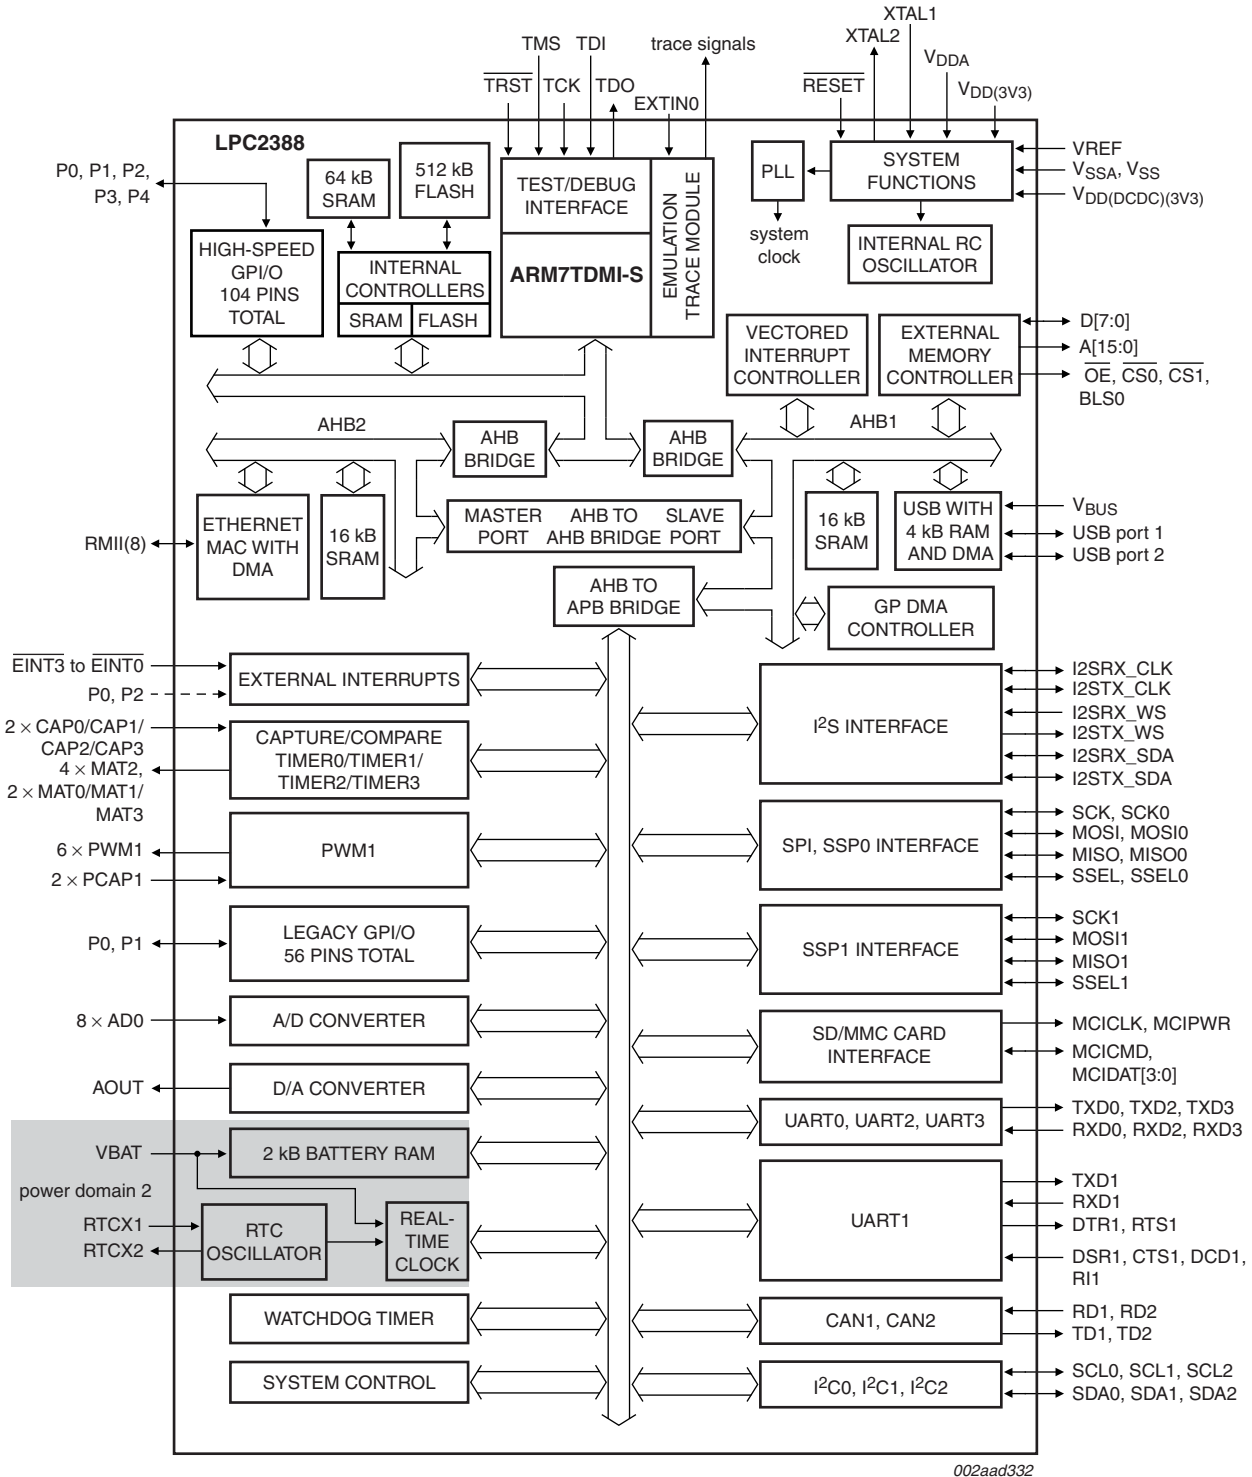 XTAL1
XTAL2
TMS TDI
trace signals
VDDA
TRST TCK TDO
RESET
VDD(3V3)
EXTIN0
LPC2388
P0, P1, P2,
P3, P4
64 kB
SRAM
512 kB
FLASH
TEST/DEBUG
INTERFACE
EMULATION
TRACE MODULE
PLL
SYSTEM
FUNCTIONS
VREF
VSSA, VSS
VDD(DCDC)(3V3)
system
clock
HIGH-SPEED
GPI/O
104 PINS
TOTAL
INTERNAL
CONTROLLERS
SRAM FLASH
ARM7TDMI-S
INTERNAL RC
OSCILLATOR
VECTORED
INTERRUPT
CONTROLLER
EXTERNAL
MEMORY
CONTROLLER
D[7:0]
A[15:0]
OE, CS0, CS1,
BLS0
AHB2
AHB
BRIDGE
AHB
BRIDGE
AHB1
ETHERNET
MAC WITH
DMA
16 kB
SRAM
MASTER
PORT
AHB TO
AHB BRIDGE
SLAVE
PORT
16 kB
SRAM
USB WITH
4 kB RAM
AND DMA
VBUS
USB port 1
USB port 2
RMII(8)
AHB TO
APB BRIDGE
GP DMA
CONTROLLER
EINT3 to EINT0
P0, P2
EXTERNAL INTERRUPTS
I2S INTERFACE
I2SRX_CLK
I2STX_CLK
I2SRX_WS
I2STX_WS
I2SRX_SDA
I2STX_SDA
2 × CAP0/CAP1/
CAP2/CAP3
4 × MAT2,
2 × MAT0/MAT1/
MAT3
CAPTURE/COMPARE
TIMER0/TIMER1/
TIMER2/TIMER3
6 × PWM1
2 × PCAP1
PWM1
SPI, SSP0 INTERFACE
SCK, SCK0
MOSI, MOSI0
MISO, MISO0
SSEL, SSEL0
P0, P1
LEGACY GPI/O
56 PINS TOTAL
SSP1 INTERFACE
SCK1
MOSI1
MISO1
SSEL1
8 × AD0
A/D CONVERTER
SD/MMC CARD
INTERFACE
MCICLK, MCIPWR
MCICMD,
MCIDAT[3:0]
AOUT
D/A CONVERTER
UART0, UART2, UART3
TXD0, TXD2, TXD3
RXD0, RXD2, RXD3
VBAT
2 kB BATTERY RAM
power domain 2
RTCX1
RTCX2
RTC
OSCILLATOR
REAL-
TIME
CLOCK
UART1
TXD1
RXD1
DTR1, RTS1
DSR1, CTS1, DCD1,
RI1
WATCHDOG TIMER
CAN1, CAN2
RD1, RD2
TD1, TD2
SYSTEM CONTROL
I2C0, I2C1, I2C2
SCL0, SCL1, SCL2
SDA0, SDA1, SDA2
002aad332